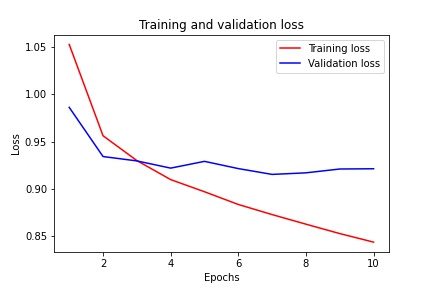 Training and validation loss
Training loss
Validation loss
1.05
1.00
0.95
0.90
0.85
Loss
2 4 6 8 10
Epochs